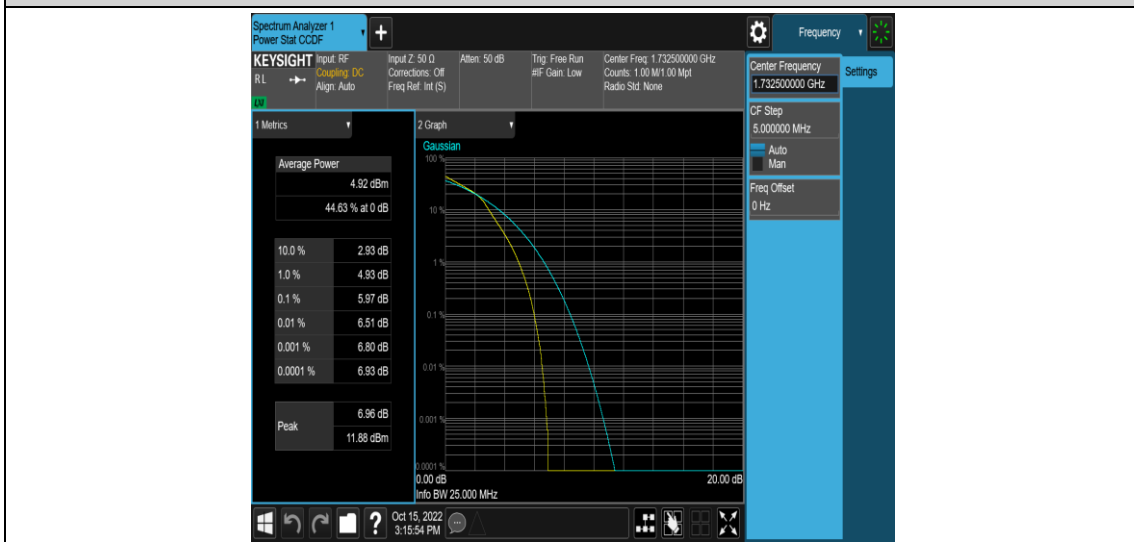 Spectrum Analyzer 1
Power Stat CCDF
Frequency
KEYSIGHT
RL
Input: RF
Coupling: DC
Align: Auto
Input Z: 50 Ω
Corrections: Off
Freq Ref: Int (S)
Atten: 50 dB
Trig: Free Run
#IF Gain: Low
Center Freq: 1.732500000 GHz
Counts: 1.00 M/1.00 Mpt
Radio Std: None
Center Frequency
1.732500000 GHz
Settings
CF Step
5.000000 MHz
Auto
Man
Freq Offset
0 Hz
1 Metrics
Average Power
4.92 dBm
44.63 % at 0 dB
10.0 % 2.93 dB
1.0 % 4.93 dB
0.1 % 5.97 dB
0.01 % 6.51 dB
0.001 % 6.80 dB
0.0001 % 6.93 dB
Peak 6.96 dB
11.88 dBm
2 Graph
Gaussian
100 %
10 %
1 %
0.1 %
0.01 %
0.001 %
0.0001 %
0.00 dB 20.00 dB
Info BW 25.000 MHz
?
Oct 15, 2022
3:15:54 PM